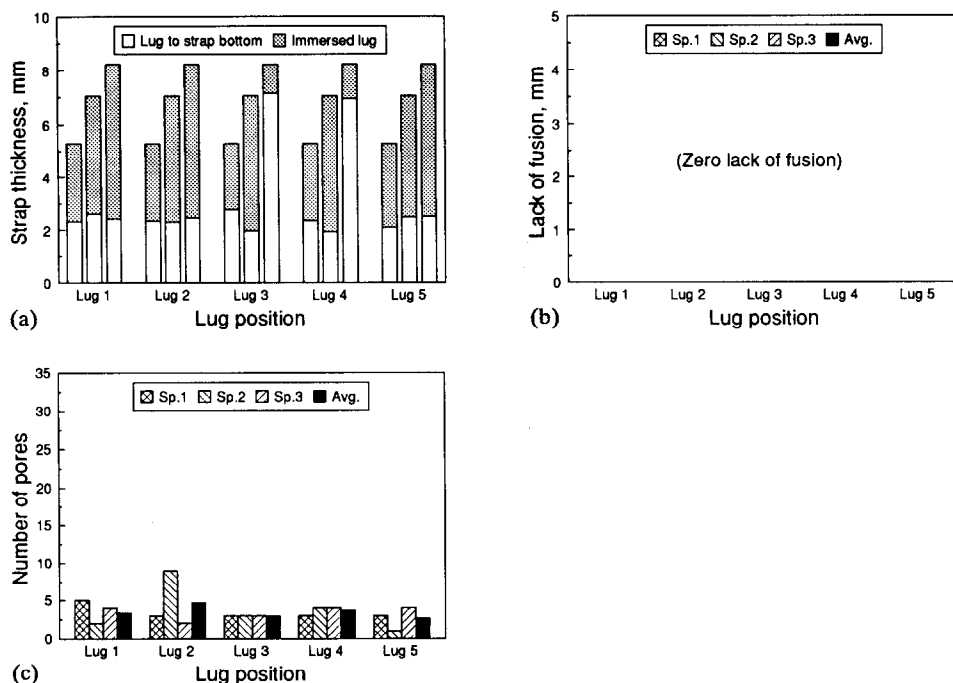 10
8
6
4
2
0
Strap thickness, mm
Lug to strap bottom Immersed lug
Lug 1 Lug 2 Lug 3 Lug 4 Lug 5
Lug position
(a)
5
4
3
2
1
0
Lack of fusion, mm
Sp.1 Sp.2 Sp.3 Avg.
(Zero lack of fusion)
Lug 1 Lug 2 Lug 3 Lug 4 Lug 5
Lug position
(b)
35
30
25
20
15
10
5
0
Number of pores
Sp.1 Sp.2 Sp.3 Avg.
Lug 1 Lug 2 Lug 3 Lug 4 Lug 5
Lug position
(c)